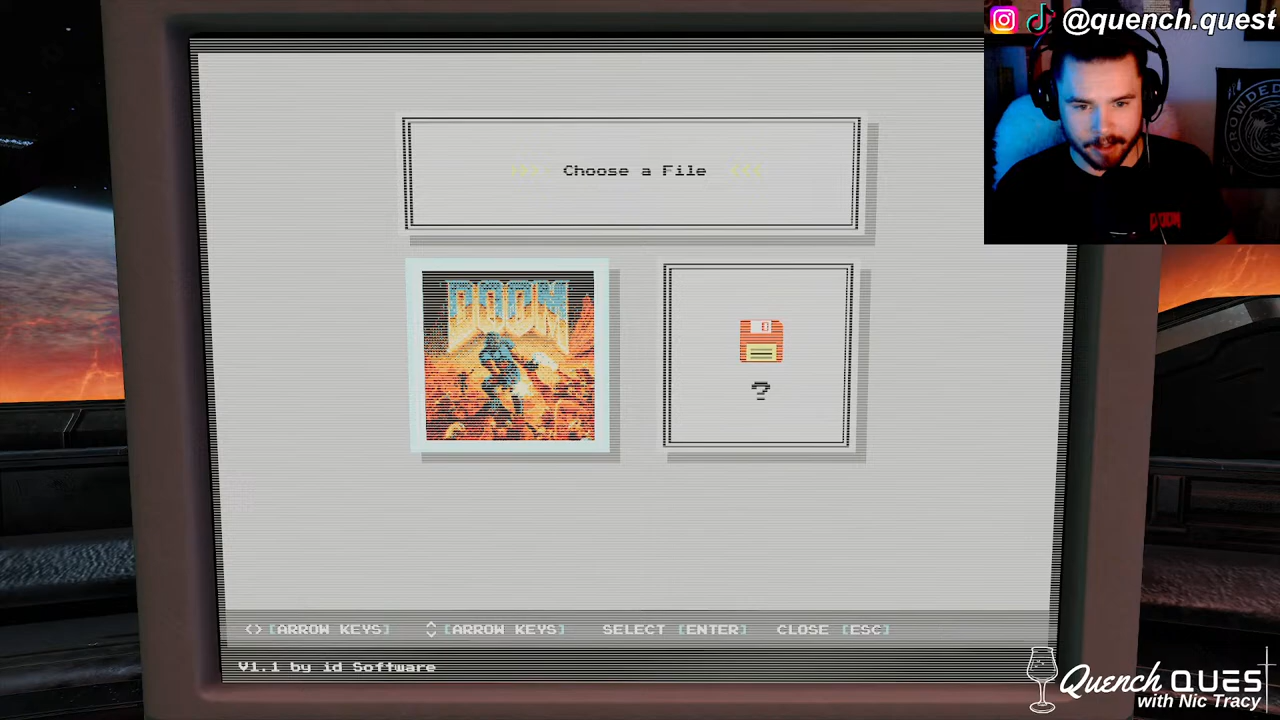 @quench.quest
Choose a File
DOOM
DOOM
?
<> [ARROW KEYS] [ARROW KEYS] SELECT [ENTER] CLOSE [ESC]
V1.1 by id Software
Quench QUES
with Nic Tracy